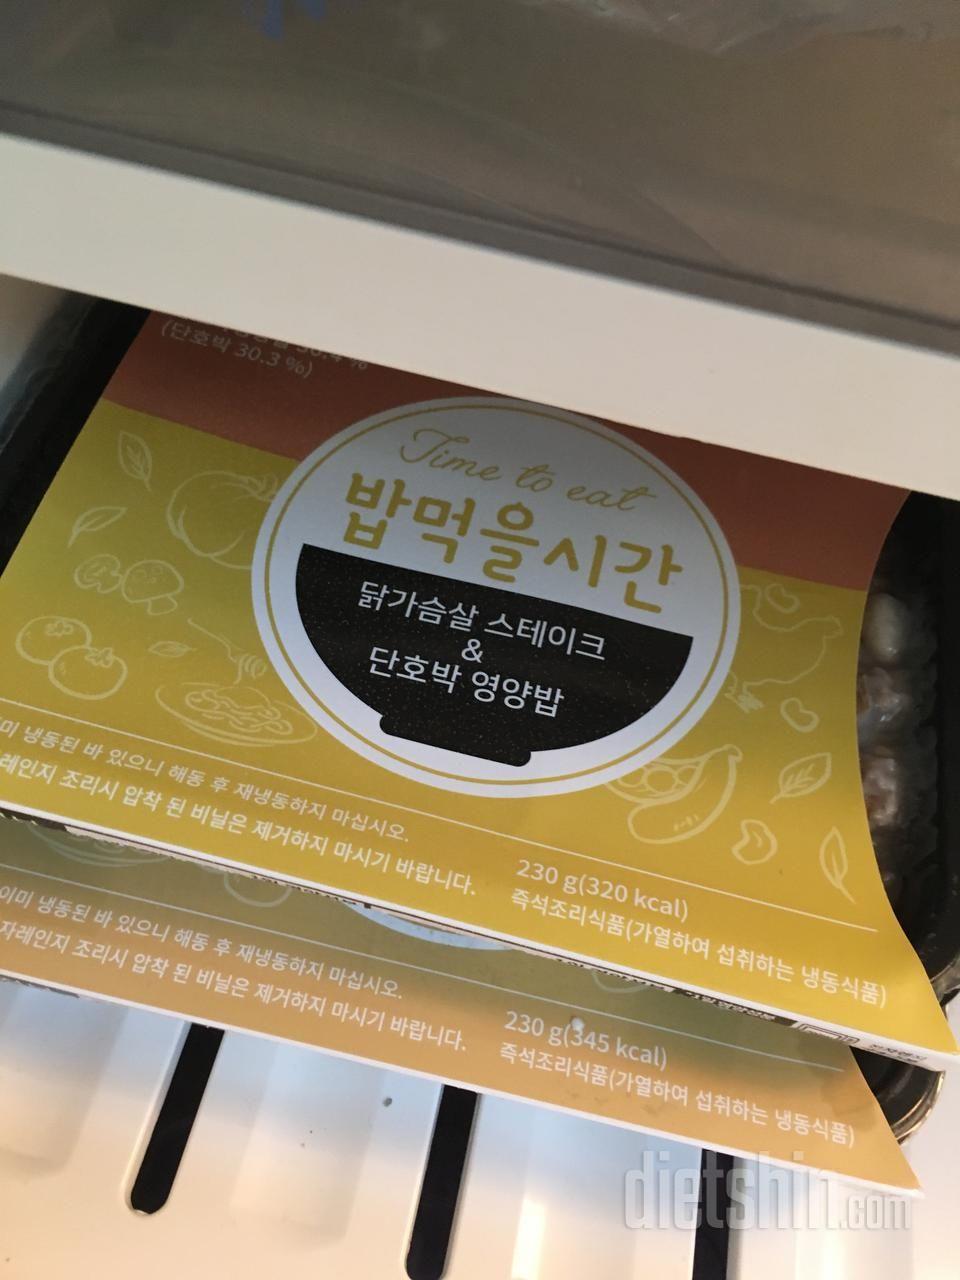 (단호박 30.3 %)
Time to eat
밥먹을시간
닭가슴살 스테이크
&
단호박 영양밥
냉동된 바 있으니 해동 후 재냉동하지 마십시오.
조리시 압착 된 비닐은 제거하지 마시기 바랍니다.
230 g(320 kcal)
즉석조리식품(가열하여 섭취하는 냉동식품)
이미 냉동된 바 있으니 해동 후 재냉동하지 마십시오.
자레인지 조리시 압착 된 비닐은 제거하지 마시기 바랍니다.
230 g(345 kcal)
즉석조리식품(가열하여 섭취하는 냉동식품)
dietshin.com